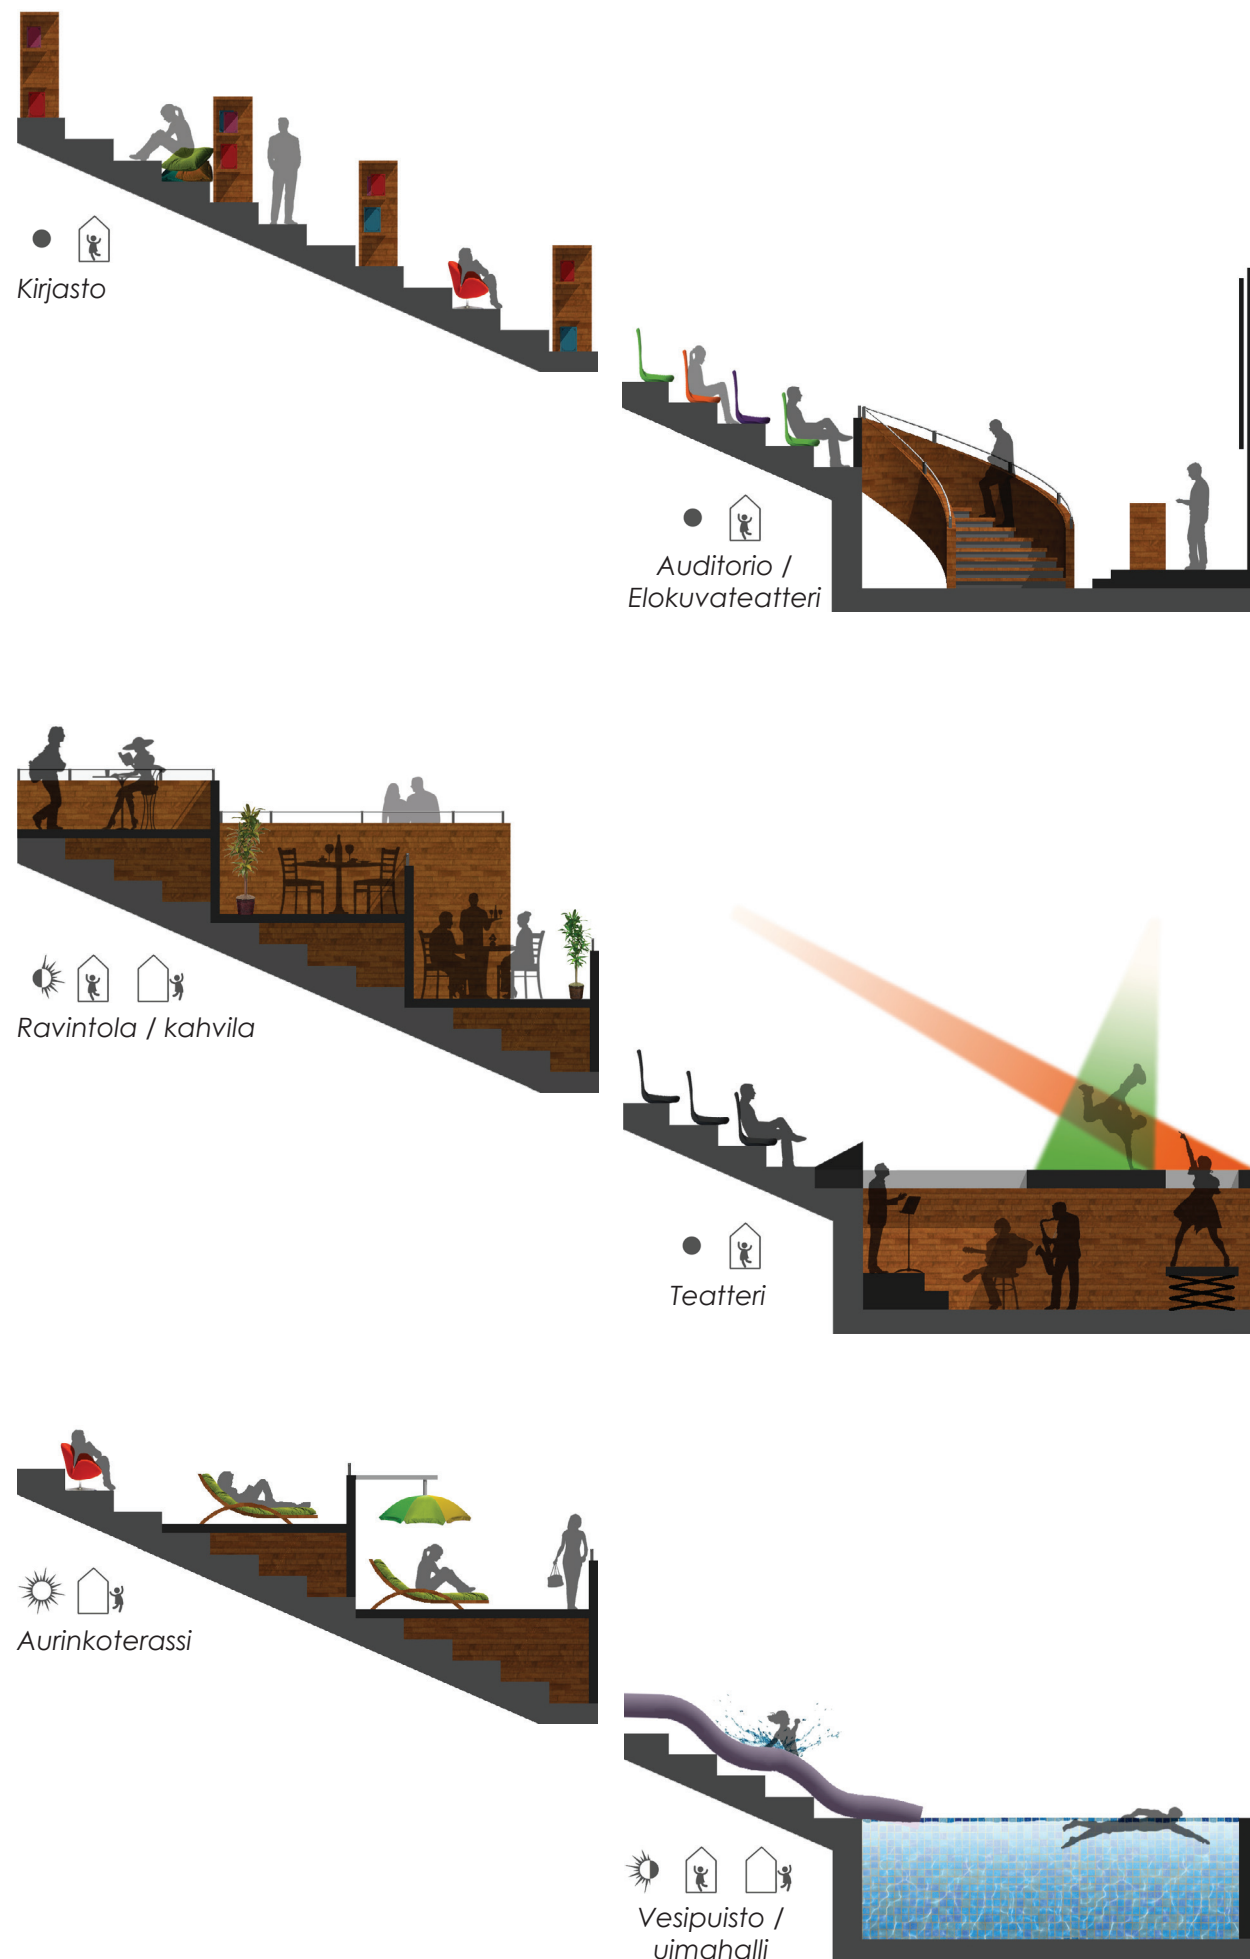 Kirjasto
Auditorio /
Elokuvateatteri
Ravintola / kahvila
Teatteri
Aurinkoterassi
Vesipuisto /
uimahalli